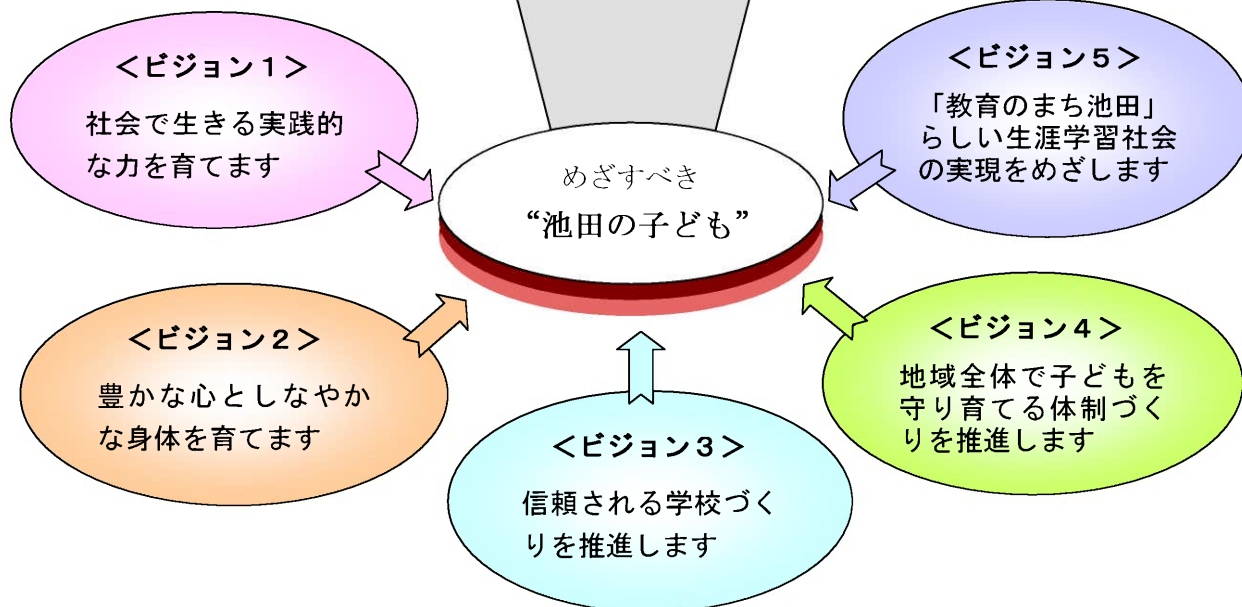 ＜ビジョン１＞
社会で生きる実践的
な力を育てます
＜ビジョン５＞
「教育のまち池田」
らしい生涯学習社会
の実現をめざします
めざすべき
“池田の子ども”
＜ビジョン２＞
豊かな心としなやか
な身体を育てます
＜ビジョン４＞
地域全体で子どもを
守り育てる体制づく
りを推進します
＜ビジョン３＞
信頼される学校づく
りを推進します